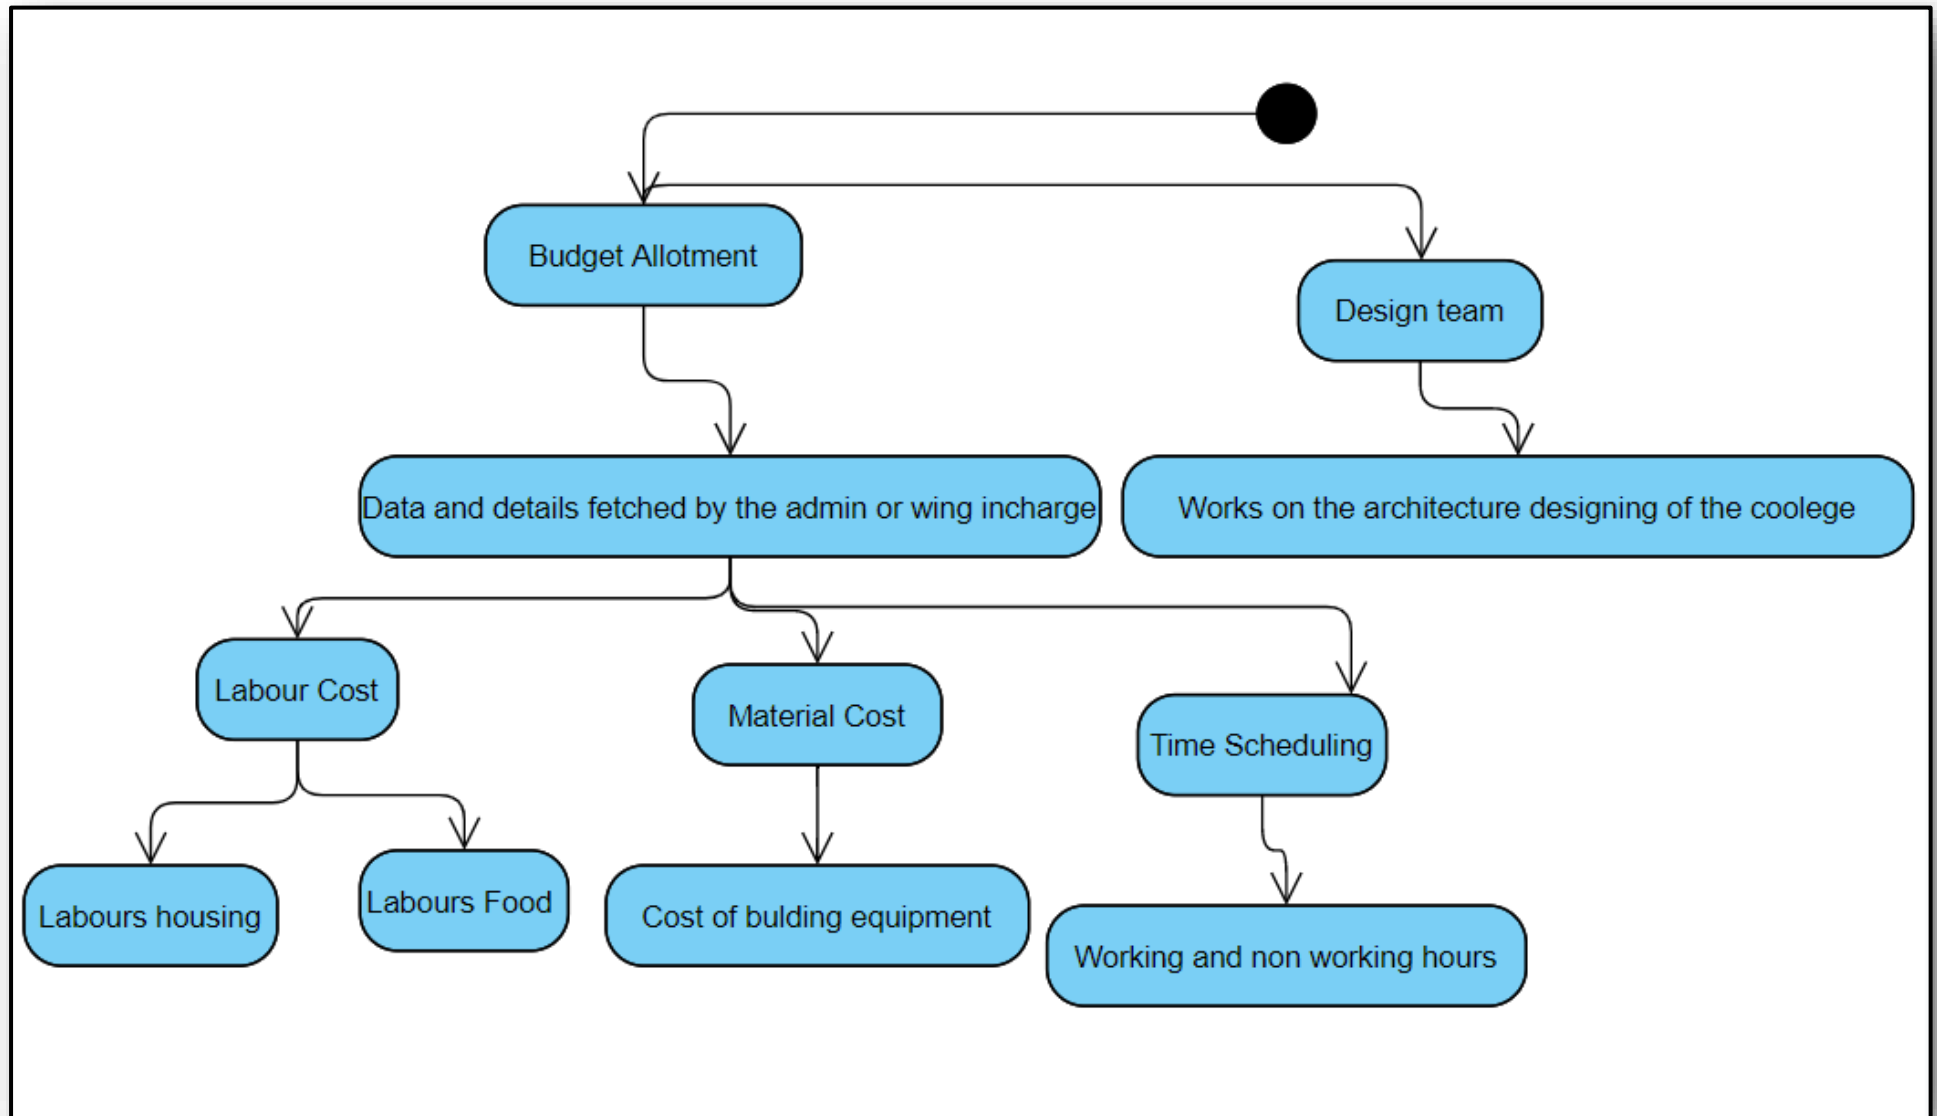 Budget Allotment
Design team
Data and details fetched by the admin or wing incharge
Works on the architecture designing of the coolege
Labour Cost
Material Cost
Time Scheduling
Labours housing
Labours Food
Cost of bulding equipment
Working and non working hours